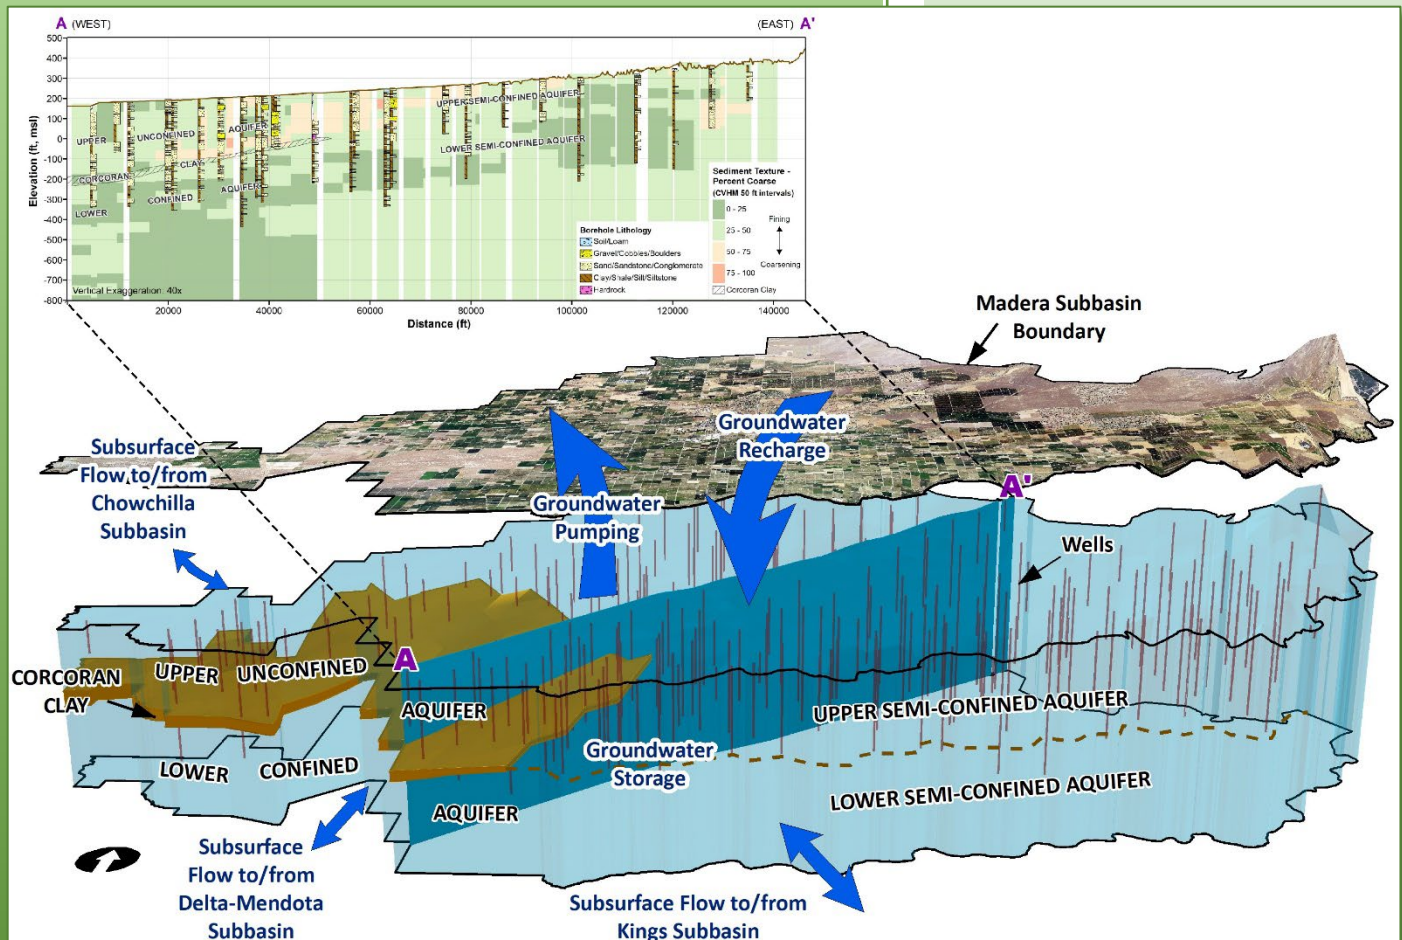 A (WEST)
(EAST) A'
500
400
300
200
100
0
-100
-200
-300
-400
-500
-600
-700
-800
Elevation (ft, msl)
UPPER UNCONFINED AQUIFER
UPPER SEMI-CONFINED AQUIFER
LOWER SEMI-CONFINED AQUIFER
CORCORAN CLAY
LOWER CONFINED AQUIFER
Vertical Exaggeration: 40x
20000 40000 60000 80000 100000 120000 140000
Distance (ft)
Borehole Lithology
Soil/Loam
Gravel/Cobbles/Boulders
Sand/Sandstone/Conglomerate
Clay/Shale/Silt/Siltstone
Hardrock
Sediment Texture -
Percent Coarse
(CVHM 50 ft intervals)
0 - 25
25 - 50
50 - 75
75 - 100
Fining
Coarsening
Corcoran Clay
Madera Subbasin
Boundary
Subsurface
Flow to/from
Chowchilla
Subbasin
Groundwater
Pumping
Groundwater
Recharge
A'
Wells
A
CORCORAN
CLAY
UPPER UNCONFINED
AQUIFER
UPPER SEMI-CONFINED AQUIFER
LOWER CONFINED
AQUIFER
Groundwater
Storage
LOWER SEMI-CONFINED AQUIFER
Subsurface
Flow to/from
Delta-Mendota
Subbasin
Subsurface Flow to/from
Kings Subbasin